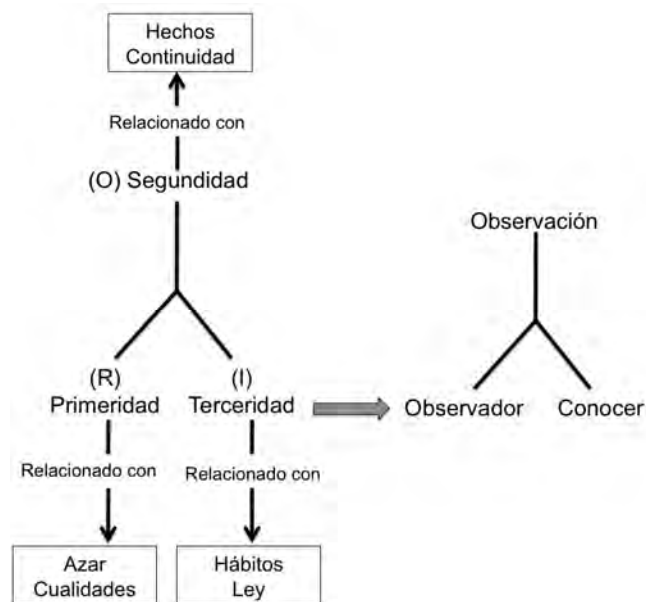 Hechos
Continuidad
Relacionado con
(O) Segundidad
Observación
(R)
(I)
Primeridad
Terceridad
Observador
Conocer
Relacionado con
Relacionado con
Azar
Cualidades
Hábitos
Ley